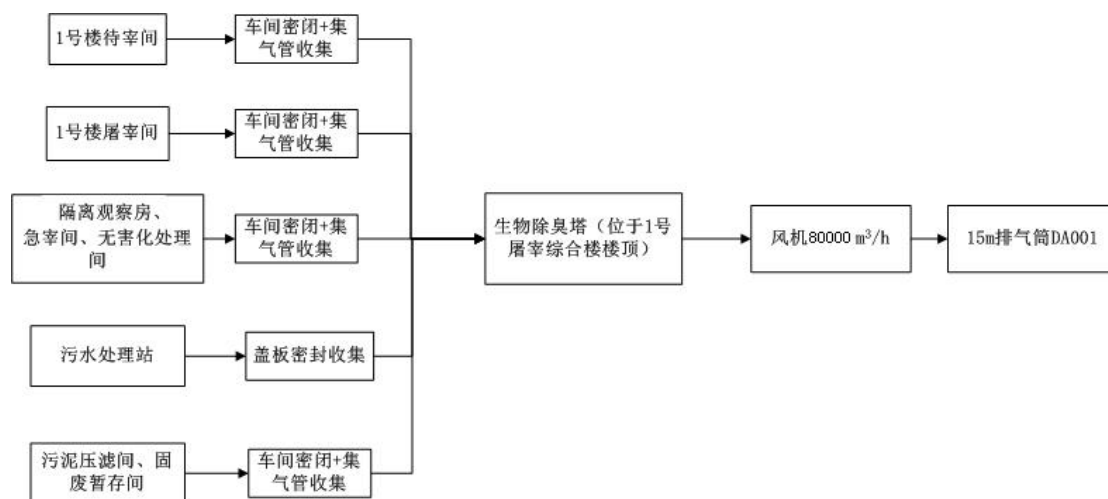 1号楼待宰间
车间密闭+集
气管收集
1号楼屠宰间
车间密闭+集
气管收集
隔离观察房、
急宰间、无害化处理
间
车间密闭+集
气管收集
污水处理站
盖板密封收集
污泥压滤间、固
废暂存间
车间密闭+集
气管收集
生物除臭塔（位于1号
屠宰综合楼楼顶）
风机80000 m³/h
15m排气筒DA001